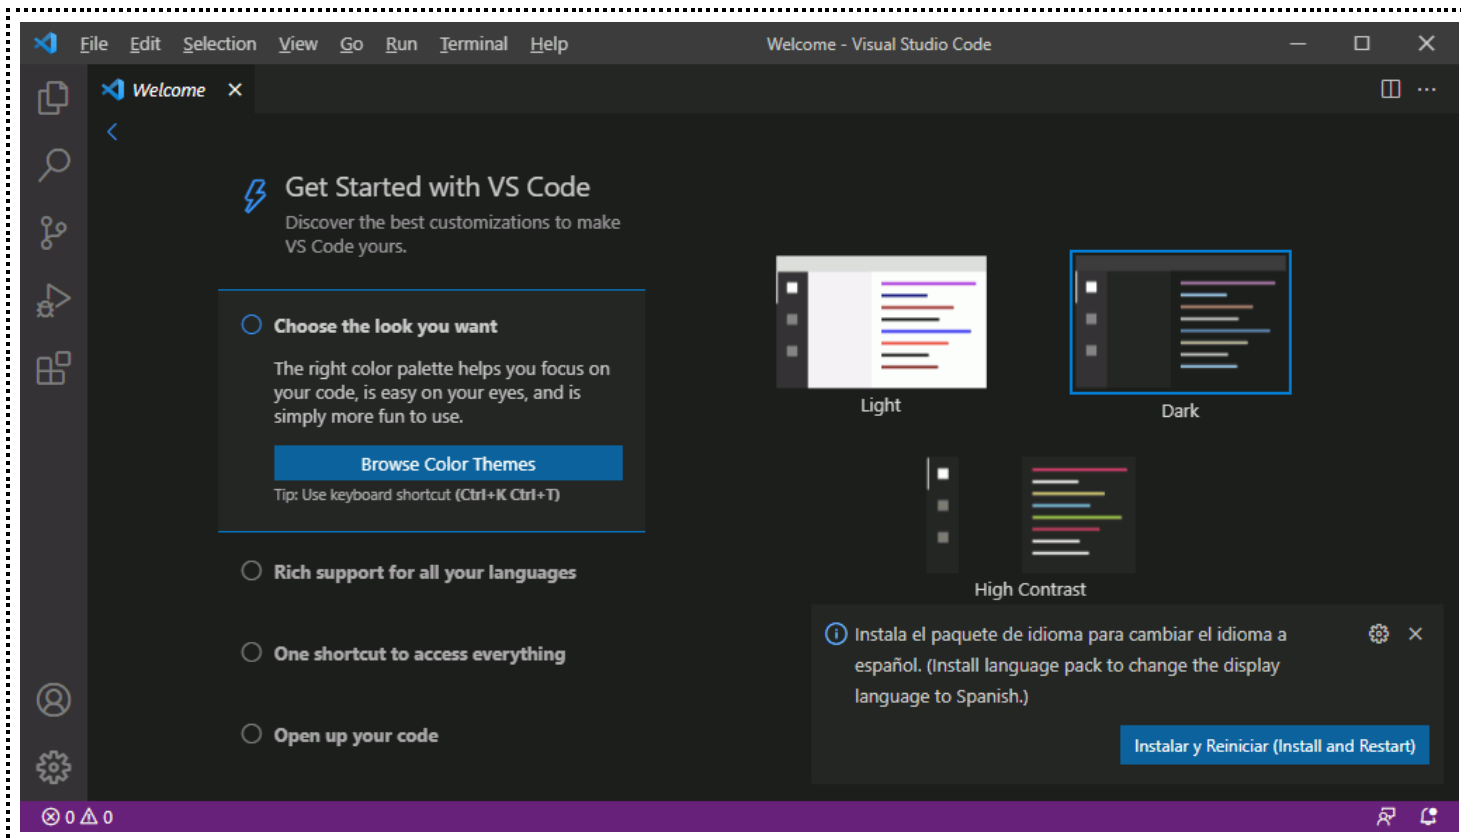 File Edit Selection View Go Run Terminal Help Welcome - Visual Studio Code
Welcome
Get Started with VS Code
Discover the best customizations to make
VS Code yours.
Choose the look you want
The right color palette helps you focus on
your code, is easy on your eyes, and is
simply more fun to use.
Browse Color Themes
Tip: Use keyboard shortcut (Ctrl+K Ctrl+T)
Rich support for all your languages
One shortcut to access everything
Open up your code
Light
Dark
High Contrast
Instala el paquete de idioma para cambiar el idioma a
español. (Install language pack to change the display
language to Spanish.)
Instalar y Reiniciar (Install and Restart)
0 0